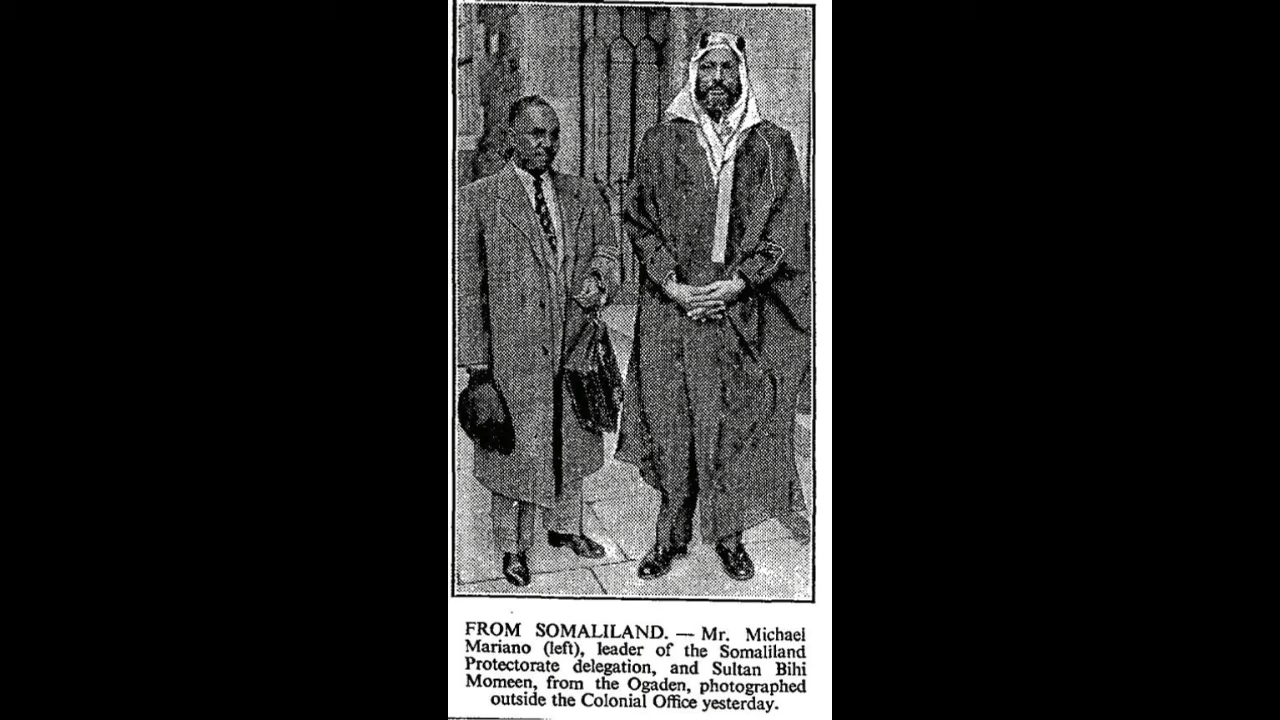 FROM SOMALILAND. — Mr. Michael
Mariano (left), leader of the Somaliland
Protectorate delegation, and Sultan Bihi
Momeen, from the Ogaden, photographed
outside the Colonial Office yesterday.